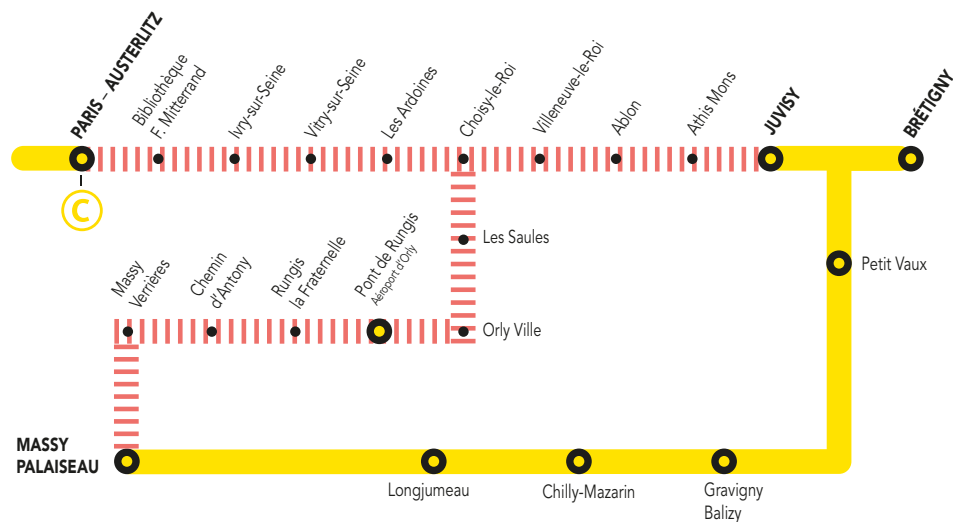 PARIS – AUSTERLITZ
Bibliothèque
F. Mitterrand
Ivry-sur-Seine
Vitry-sur-Seine
Les Ardoines
Choisy-le-Roi
Villeneuve-le-Roi
Ablon
Athis Mons
JUVISY
BRÉTIGNY
C
Les Saules
Petit Vaux
Massy
Verrières
Chemin
d'Antony
Rungis
la Fraternelle
Pont de Rungis
Aéroport d'Orly
Orly Ville
MASSY
PALAISEAU
Longjumeau
Chilly-Mazarin
Gravigny
Balizy